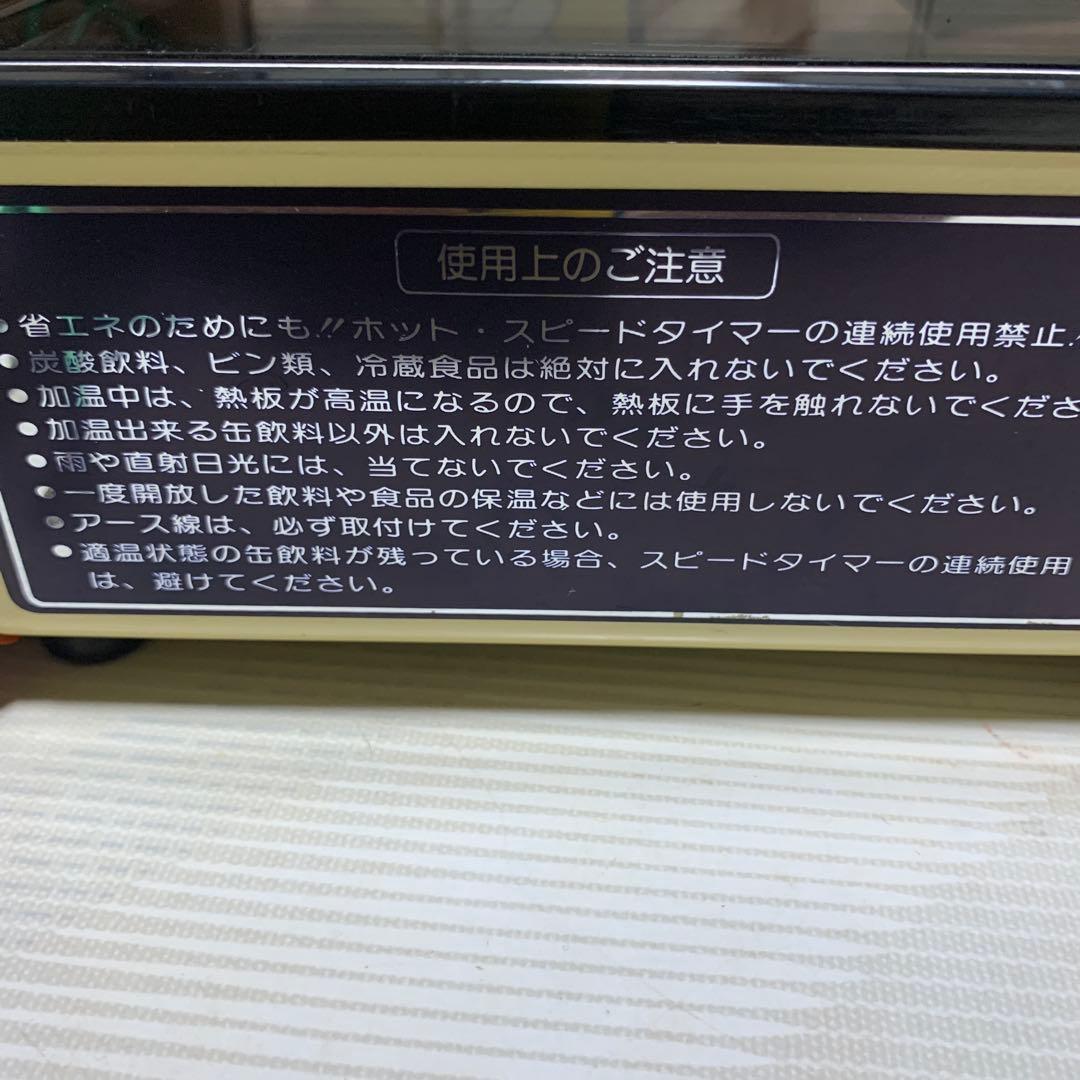 使用上のご注意
●省エネのためにも!!ホット・スピードタイマーの連続使用禁止
●炭酸飲料、ビン類、冷蔵食品は絶対に入れないでください。
●加温中は、熱板が高温になるので、熱板に手を触れないでくださ
●加温出来る缶飲料以外は入れないでください。
●雨や直射日光には、当てないでください。
●一度開放した飲料や食品の保温などには使用しないでください。
●アース線は、必ず取付けてください。
●適温状態の缶飲料が残っている場合、スピードタイマーの連続使用
は、避けてください。